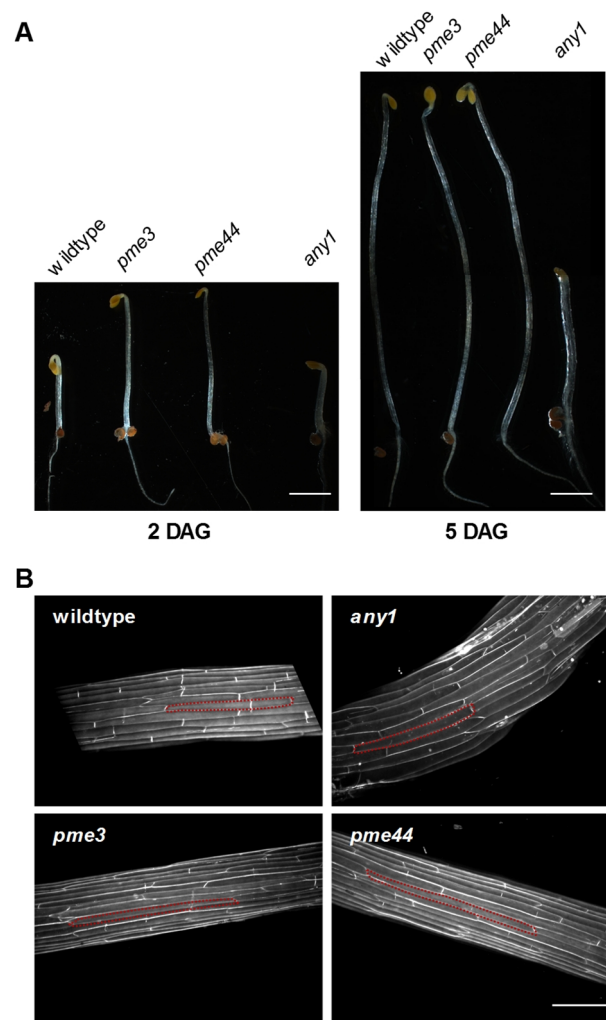 A
wildtype
pme3
pme44
any1
wildtype
pme3
pme44
any1
2 DAG
5 DAG
B
wildtype
any1
pme3
pme44